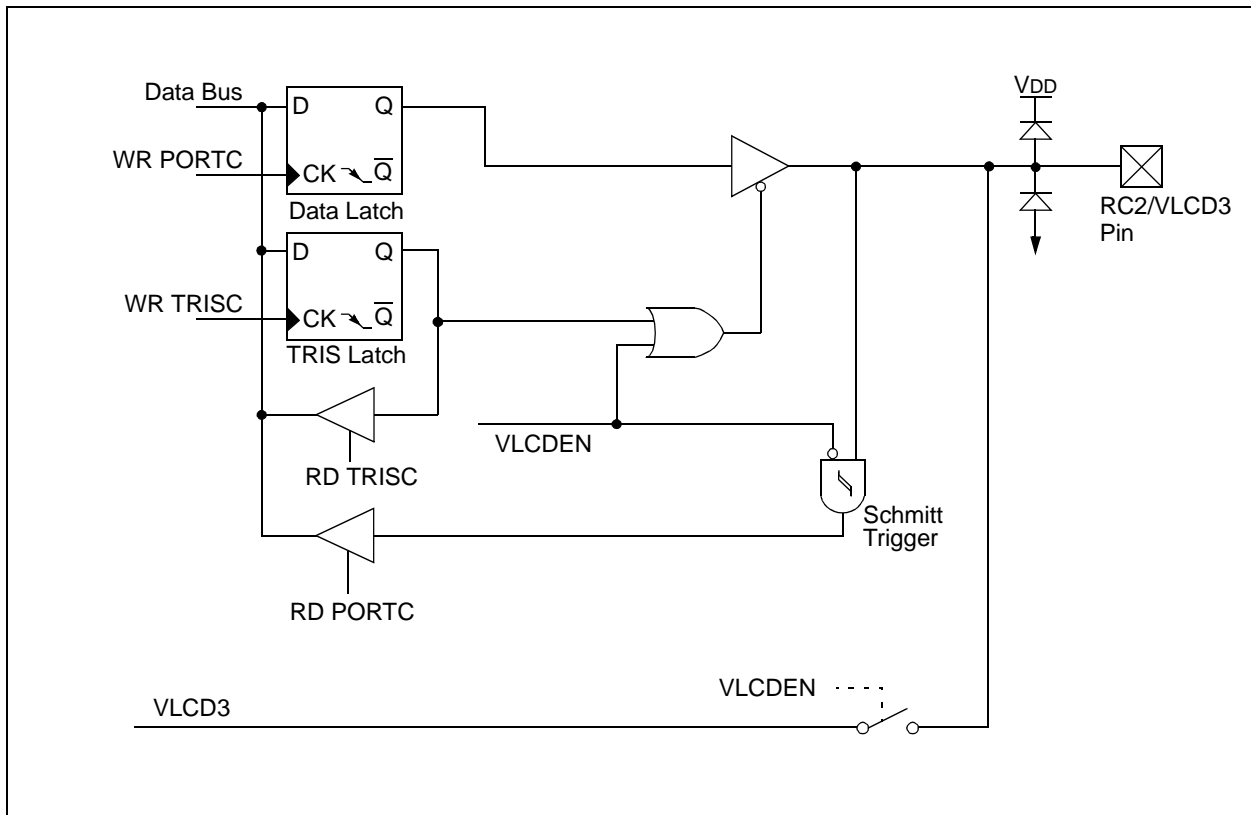 Data Bus
D Q
WR PORTC
CK Q
Data Latch
D Q
WR TRISC
CK Q
TRIS Latch
RD TRISC
RD PORTC
VLCDEN
Schmitt
Trigger
VDD
RC2/VLCD3
Pin
VLCDEN
VLCD3